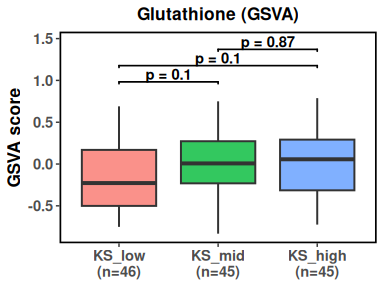 Glutathione (GSVA)
GSVA score
1.5
1.0
0.5
0.0
-0.5
p = 0.87
p = 0.1
p = 0.1
KS_low
(n=46)
KS_mid
(n=45)
KS_high
(n=45)